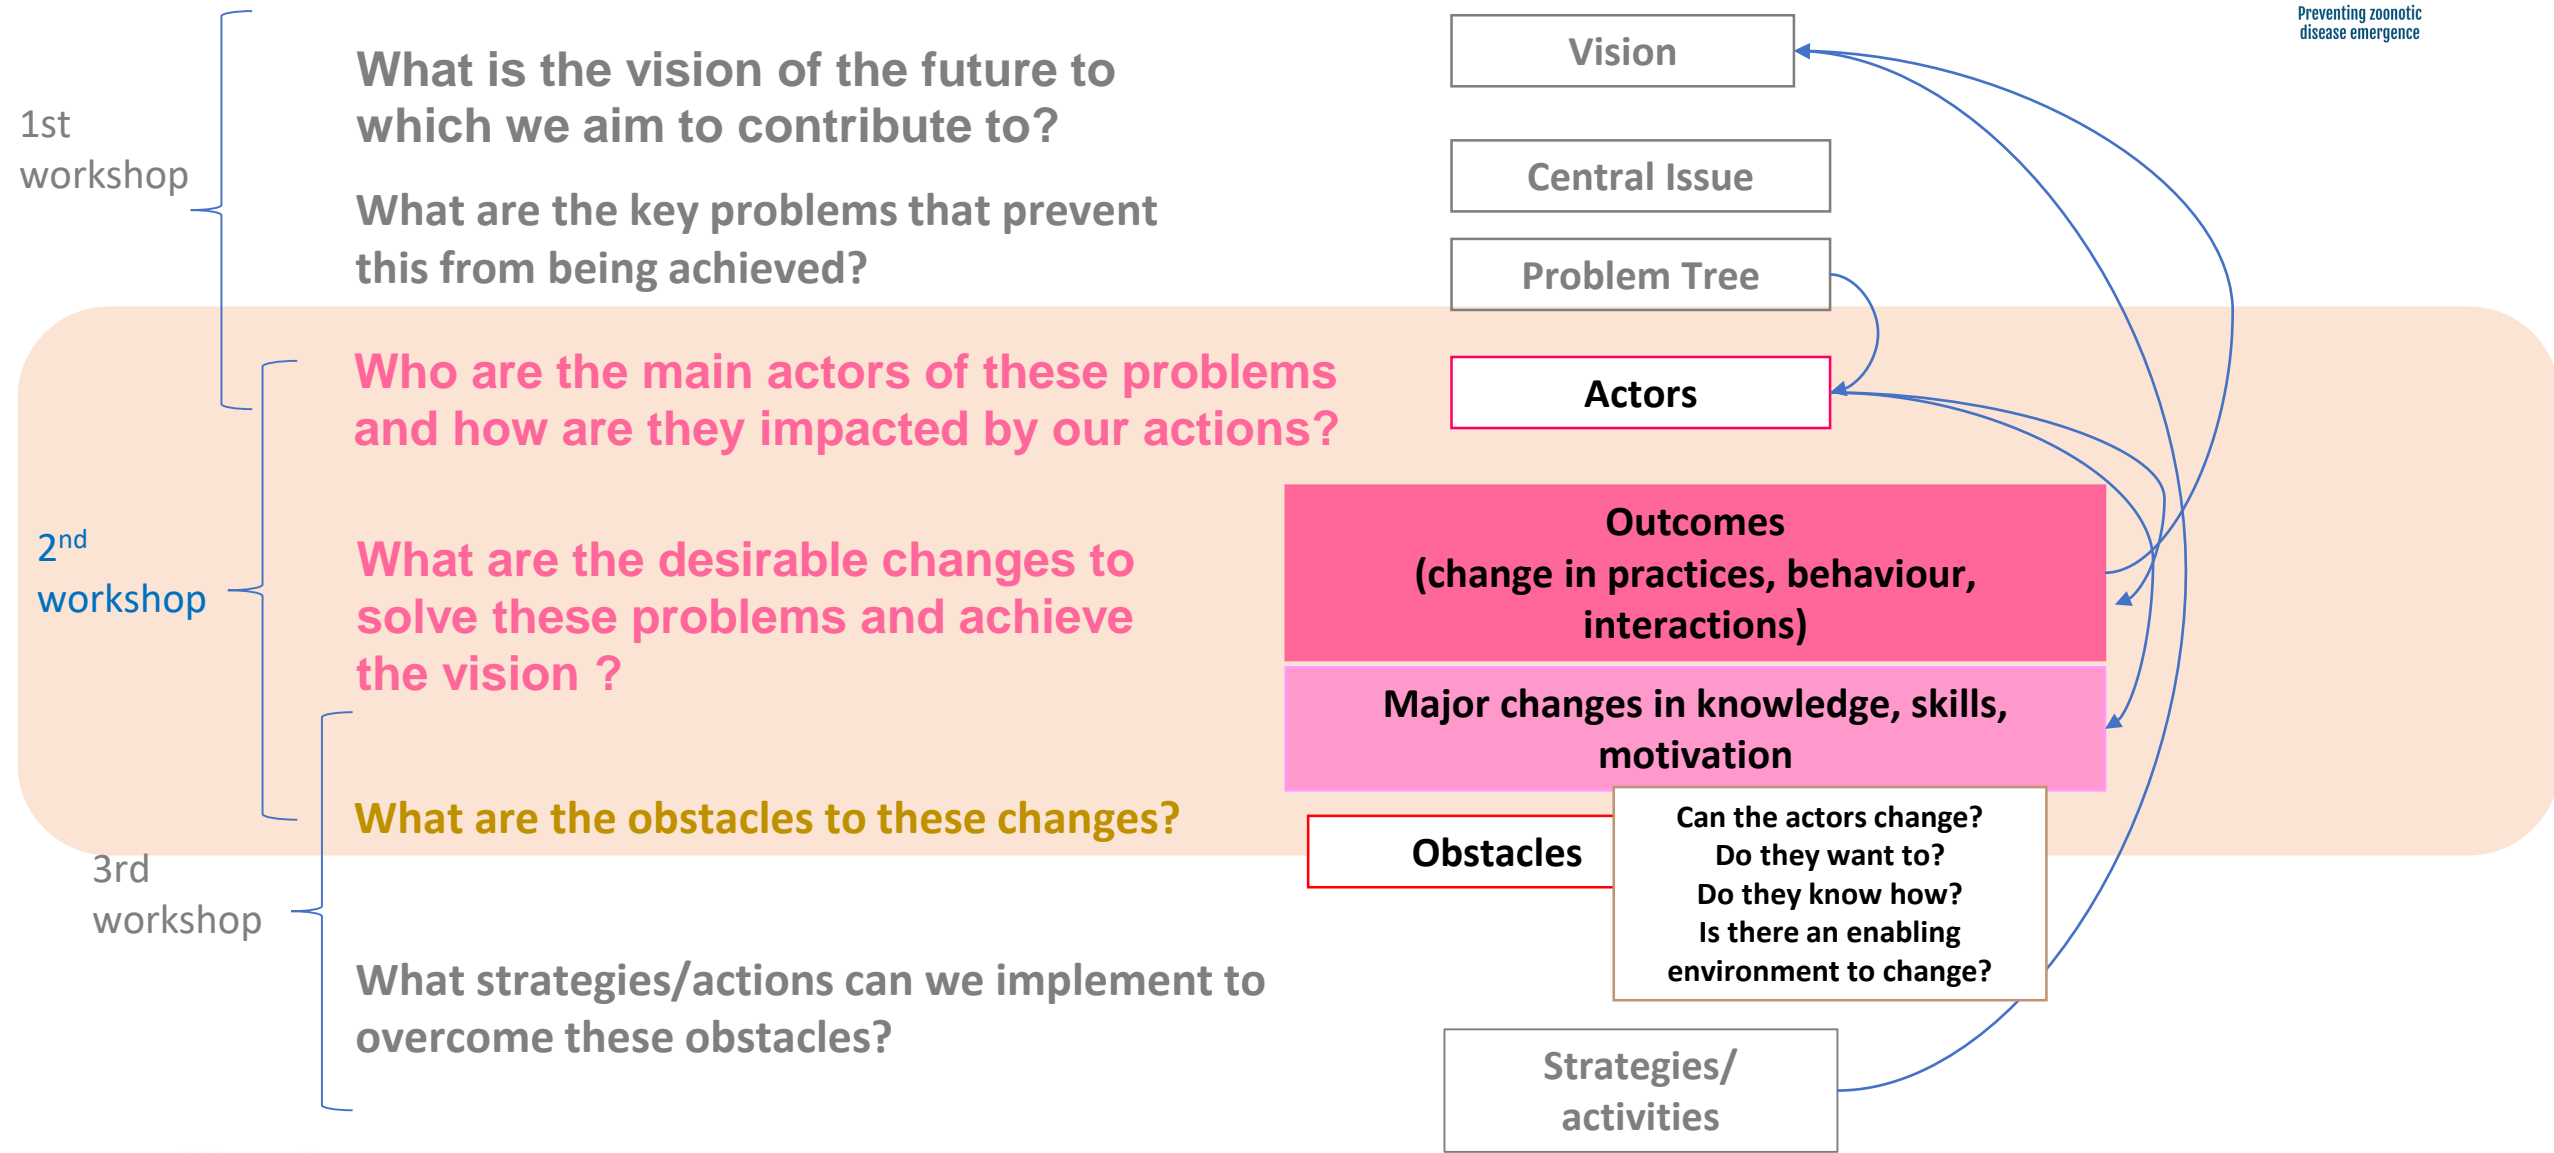 Preventing zoonotic
disease emergence
1st
workshop
What is the vision of the future to
which we aim to contribute to?
What are the key problems that prevent
this from being achieved?
Vision
Central Issue
Problem Tree
2nd
workshop
Who are the main actors of these problems
and how are they impacted by our actions?
Actors
What are the desirable changes to
solve these problems and achieve
the vision ?
Outcomes
(change in practices, behaviour,
interactions)
Major changes in knowledge, skills,
motivation
What are the obstacles to these changes?
Obstacles
Can the actors change?
Do they want to?
Do they know how?
Is there an enabling
environment to change?
3rd
workshop
What strategies/actions can we implement to
overcome these obstacles?
Strategies/
activities